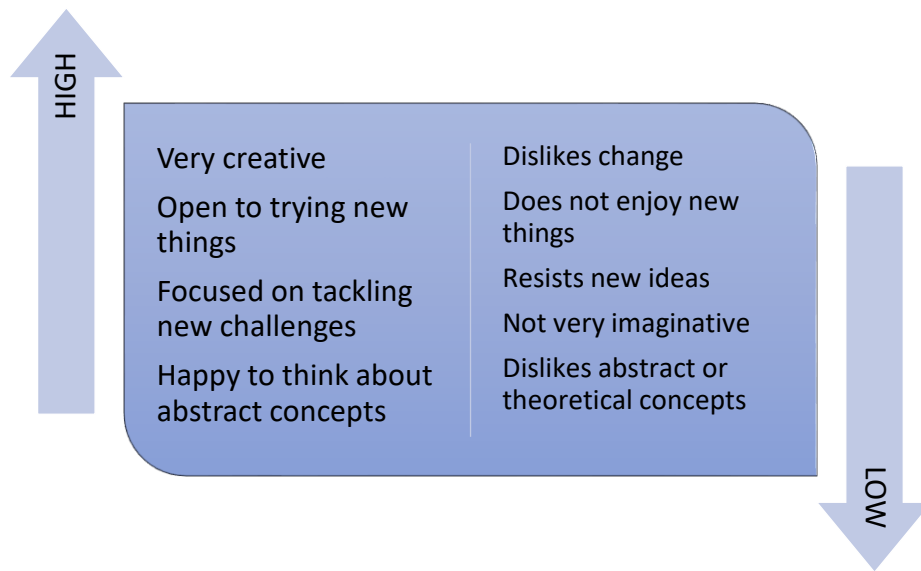 HIGH
Very creative
Open to trying new
things
Focused on tackling
new challenges
Happy to think about
abstract concepts
Dislikes change
Does not enjoy new
things
Resists new ideas
Not very imaginative
Dislikes abstract or
theoretical concepts
LOW